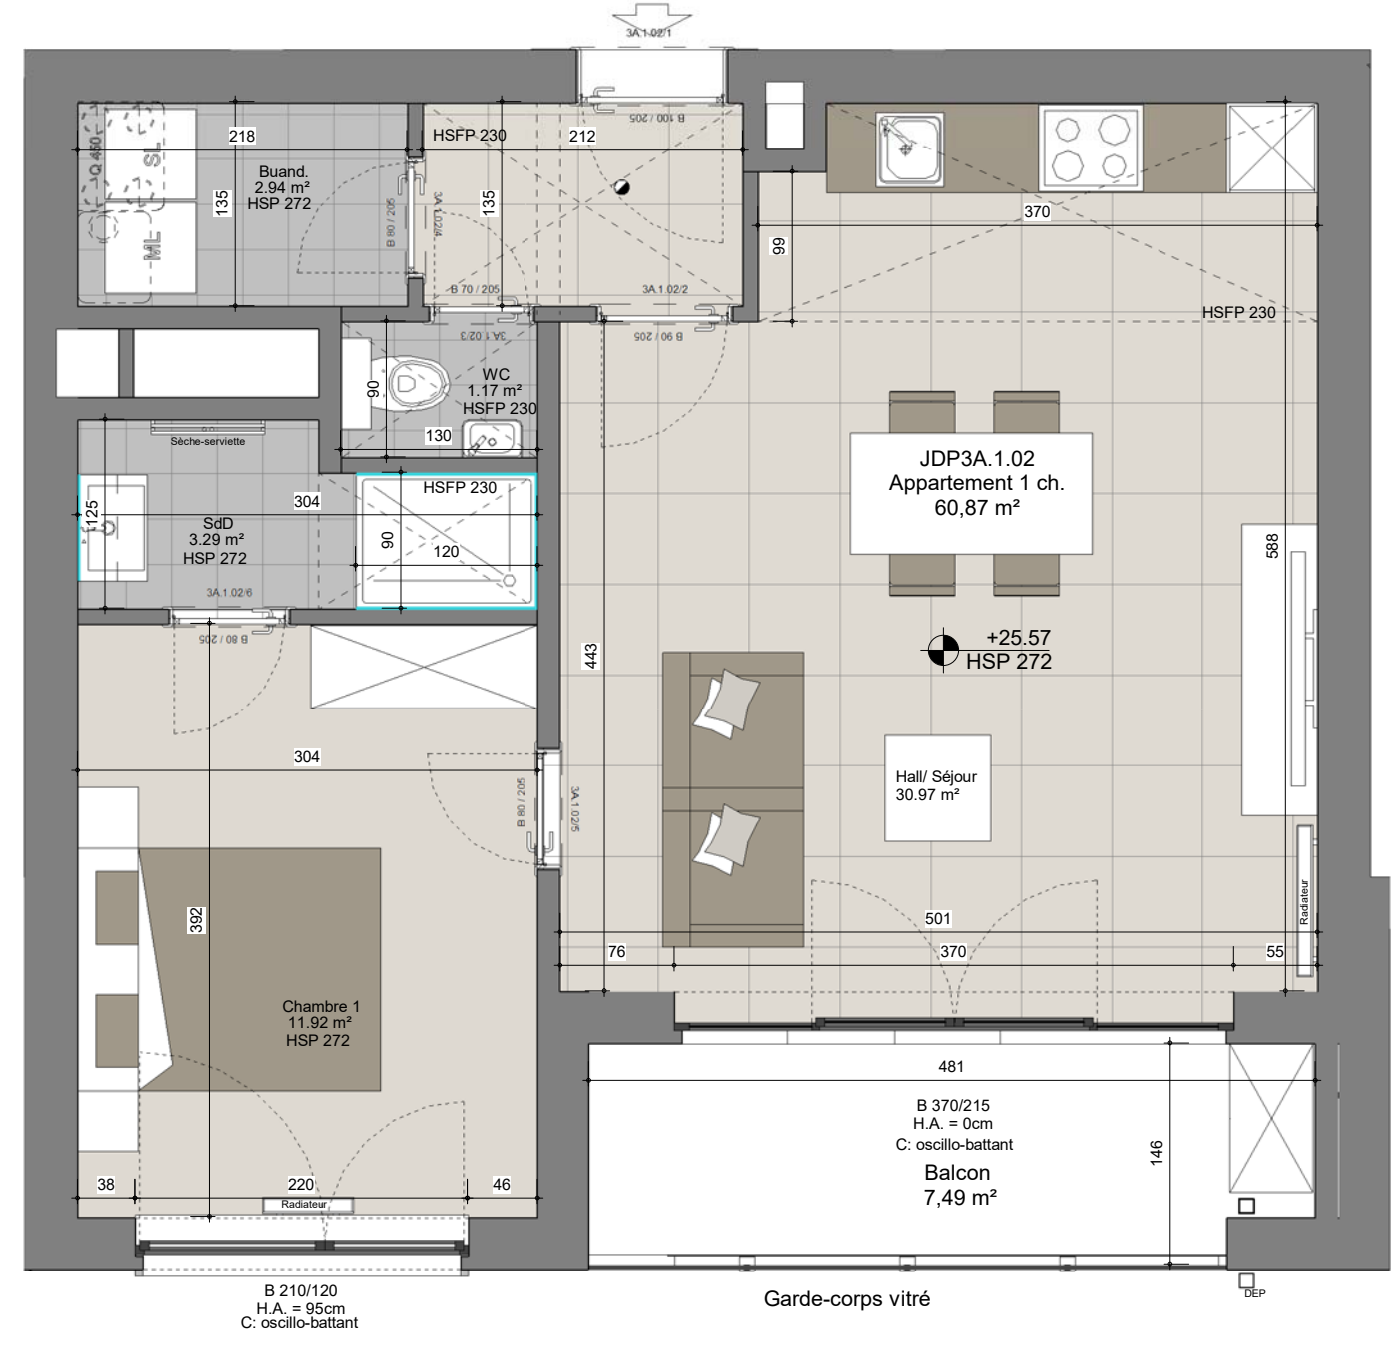 3A.1.02/1
B 100 / 205
218
HSFP 230
212
Q 450
SL
Buand.
2.94 m²
HSP 272
135
B 80 / 205
3A.1.02/4
135
370
99
ML
B 70 / 205
3A.1.02/2
HSFP 230
3A.1.02/3
B 90 / 205
WC
1.17 m²
HSFP 230
90
130
Sèche-serviette
JDP3A.1.02
Appartement 1 ch.
60,87 m²
HSFP 230
304
125
SdD
3.29 m²
HSP 272
90
120
588
3A.1.02/6
B 80 / 205
+25.57
HSP 272
443
304
Hall/ Séjour
30.97 m²
B 80 / 205
3A.1.02/5
392
Radiateur
501
76
370
55
Chambre 1
11.92 m²
HSP 272
481
B 370/215
H.A. = 0cm
C: oscillo-battant
146
Balcon
7,49 m²
38
220
46
Radiateur
B 210/120
H.A. = 95cm
C: oscillo-battant
Garde-corps vitré
DEP